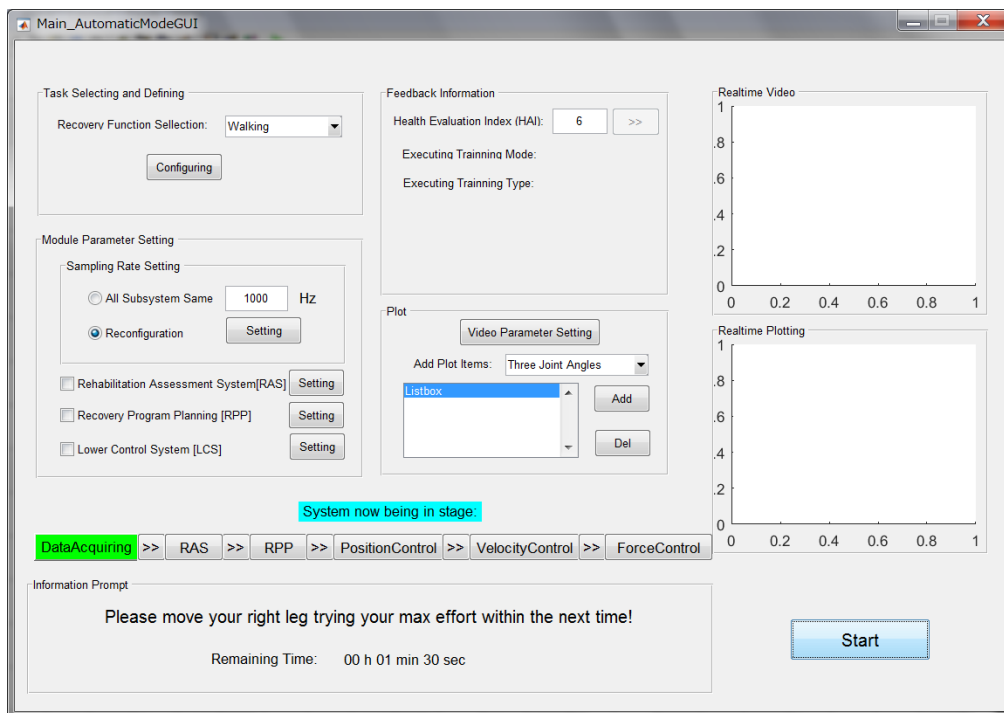 Main_AutomaticModeGUI
Task Selecting and Defining
Recovery Function Sellection: Walking
Configuring
Module Parameter Setting
Sampling Rate Setting
All Subsystem Same 1000 Hz
Reconfiguration Setting
Rehabilitation Assessment System[RAS] Setting
Recovery Program Planning [RPP] Setting
Lower Control System [LCS] Setting
Feedback Information
Health Evaluation Index (HAI): 6 >>
Executing Trainning Mode:
Executing Trainning Type:
Plot
Video Parameter Setting
Add Plot Items: Three Joint Angles
Listbox
Add
Del
Realtime Video
1
.8
.6
.4
.2
0
0 0.2 0.4 0.6 0.8 1
Realtime Plotting
1
.8
.6
.4
.2
0
0 0.2 0.4 0.6 0.8 1
System now being in stage:
DataAcquiring >> RAS >> RPP >> PositionControl >> VelocityControl >> ForceControl
Information Prompt
Please move your right leg trying your max effort within the next time!
Remaining Time: 00 h 01 min 30 sec
Start